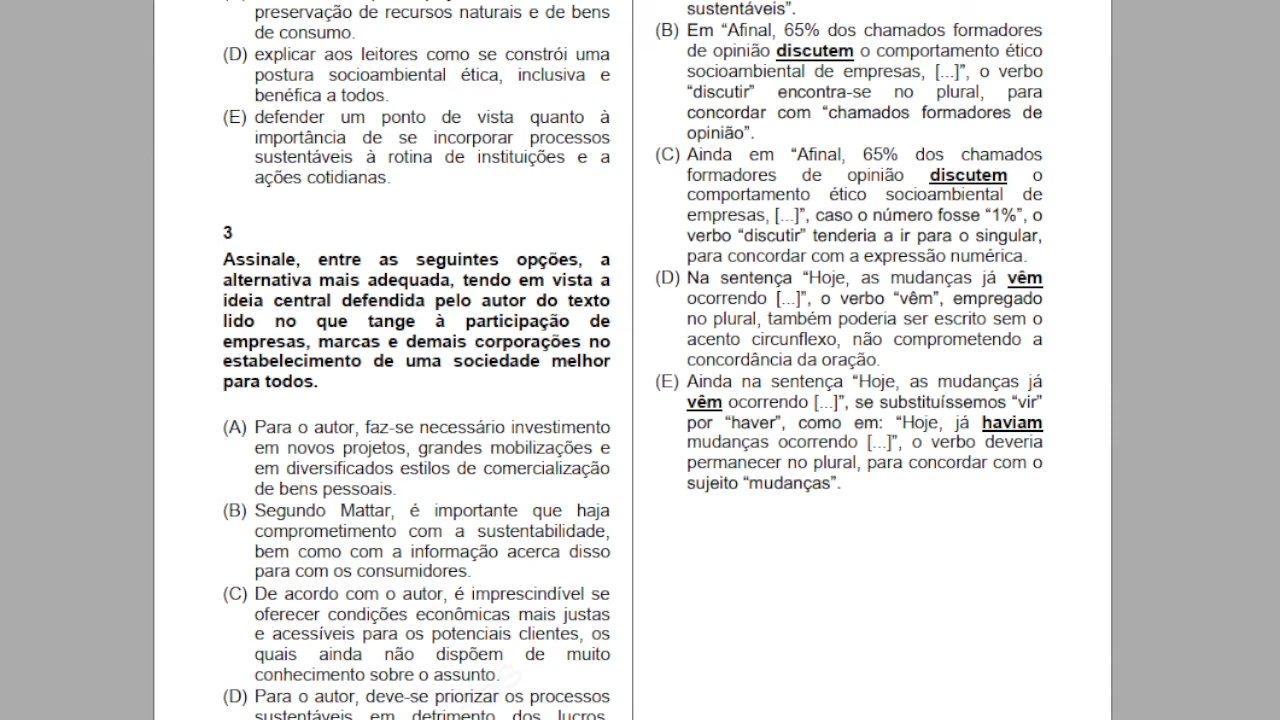 preservação de recursos naturais e de bens
de consumo.
(D) explicar aos leitores como se constrói uma
postura socioambiental ética, inclusiva e
benéfica a todos.
(E) defender um ponto de vista quanto à
importância de se incorporar processos
sustentáveis à rotina de instituições e a
ações cotidianas.
3
Assinale, entre as seguintes opções, a
alternativa mais adequada, tendo em vista a
ideia central defendida pelo autor do texto
lido no que tange à participação de
empresas, marcas e demais corporações no
estabelecimento de uma sociedade melhor
para todos.
(A) Para o autor, faz-se necessário investimento
em novos projetos, grandes mobilizações e
em diversificados estilos de comercialização
de bens pessoais.
(B) Segundo Mattar, é importante que haja
comprometimento com a sustentabilidade,
bem como com a informação acerca disso
para com os consumidores.
(C) De acordo com o autor, é imprescindível se
oferecer condições econômicas mais justas
e acessíveis para os potenciais clientes, os
quais ainda não dispõem de muito
conhecimento sobre o assunto.
(D) Para o autor, deve-se priorizar os processos
sustentáveis em detrimento dos lucros,
sustentáveis”.
(B) Em “Afinal, 65% dos chamados formadores
de opinião discutem o comportamento ético
socioambiental de empresas, [...]”, o verbo
“discutir” encontra-se no plural, para
concordar com “chamados formadores de
opinião”.
(C) Ainda em “Afinal, 65% dos chamados
formadores de opinião discutem o
comportamento ético socioambiental de
empresas, [...]”, caso o número fosse “1%”, o
verbo “discutir” tenderia a ir para o singular,
para concordar com a expressão numérica.
(D) Na sentença “Hoje, as mudanças já vêm
ocorrendo [...]”, o verbo “vêm”, empregado
no plural, também poderia ser escrito sem o
acento circunflexo, não comprometendo a
concordância da oração.
(E) Ainda na sentença “Hoje, as mudanças já
vêm ocorrendo [...]”, se substituíssemos “vir”
por “haver”, como em: “Hoje, já haviam
mudanças ocorrendo [...]”, o verbo deveria
permanecer no plural, para concordar com o
sujeito “mudanças”.